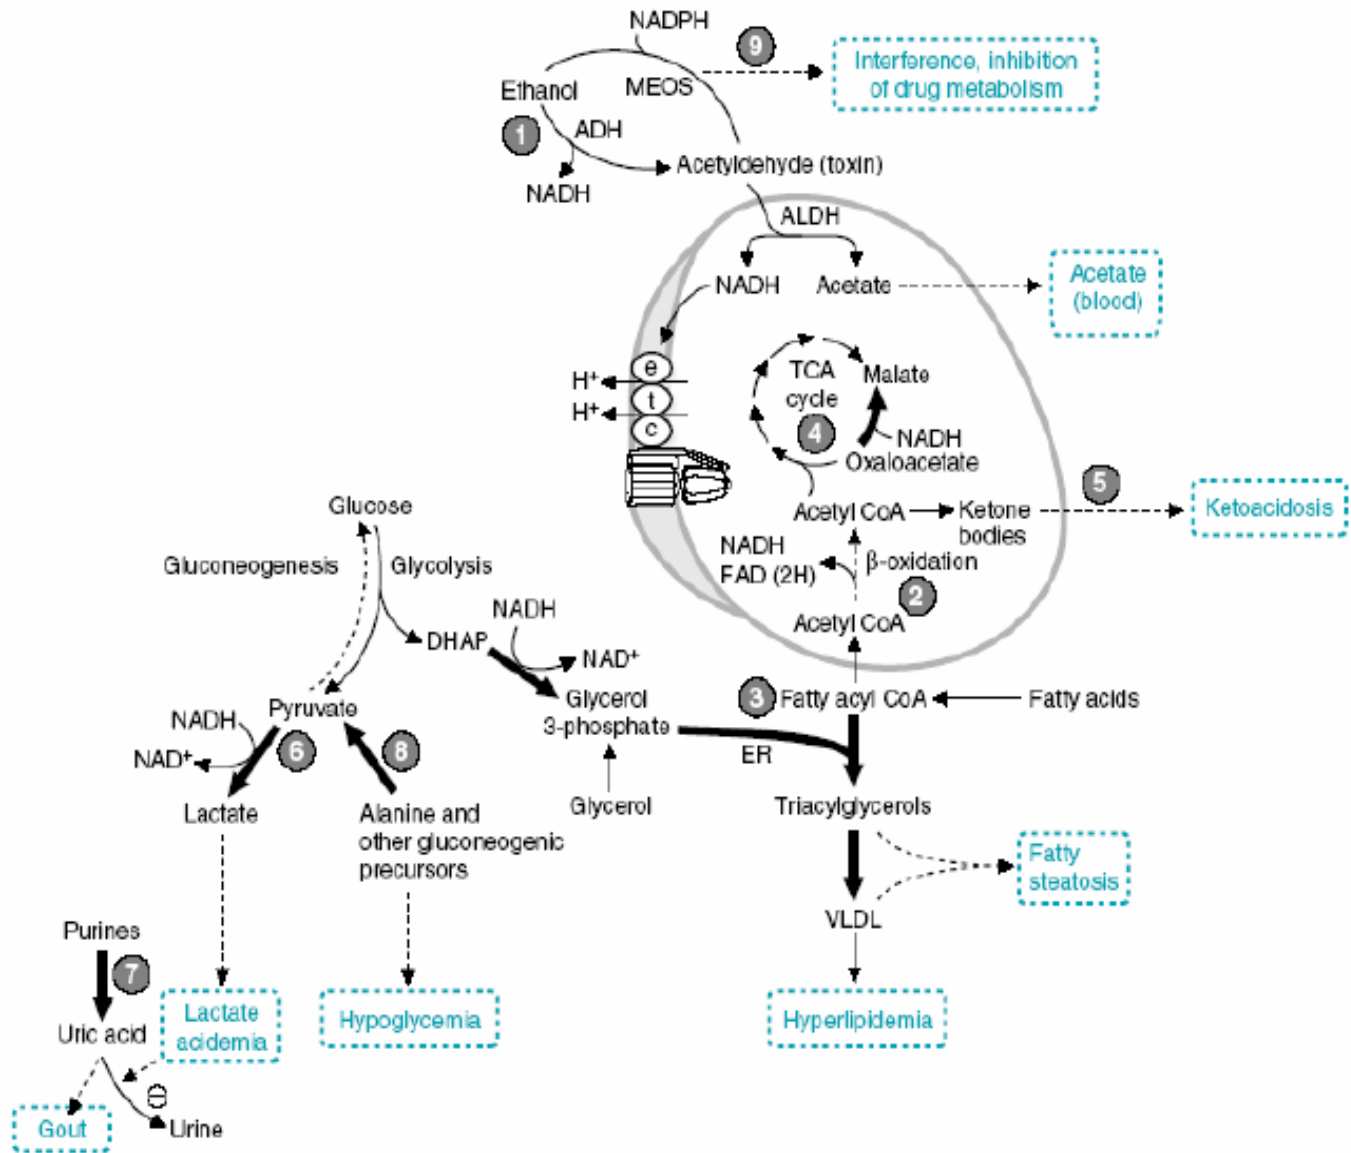 NADPH
9
Interference, inhibition
of drug metabolism
Ethanol
MEOS
1
ADH
Acetyldehyde (toxin)
NADH
ALDH
NADH
Acetate
Acetate
(blood)
TCA
cycle
Malate
e
t
c
H+
H+
4
NADH
Oxaloacetate
5
Acetyl CoA
Ketone
bodies
Ketoacidosis
Glucose
NADH
FAD (2H)
β-oxidation
2
Gluconeogenesis
Glycolysis
NADH
Acetyl CoA
DHAP
NAD+
3
Fatty acyl CoA
Fatty acids
Glycerol
3-phosphate
Pyruvate
NADH
NAD+
6
8
ER
Lactate
Alanine and
other gluconeogenic
precursors
Glycerol
Triacylglycerols
Fatty
steatosis
VLDL
Purines
7
Uric acid
Lactate
acidemia
Hypoglycemia
Hyperlipidemia
Θ
Gout
Urine